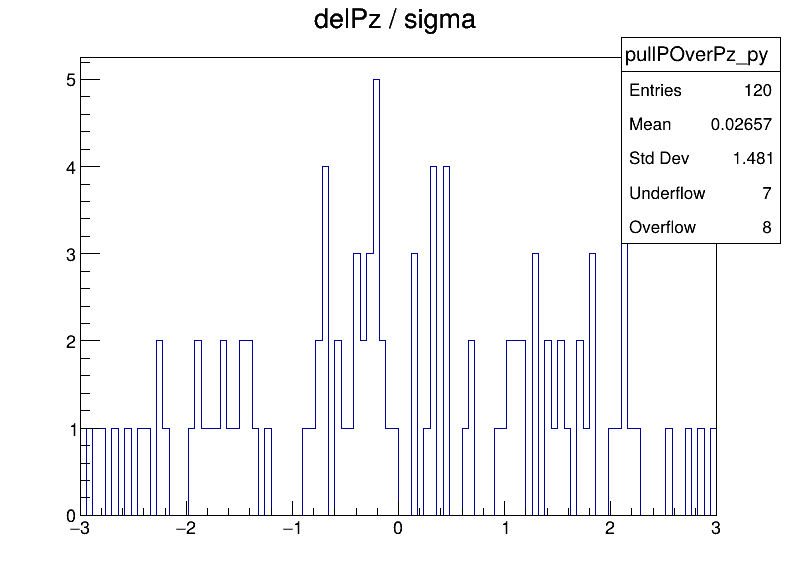 delPz / sigma
pullPOverPz_py
Entries 120
Mean 0.02657
Std Dev 1.481
Underflow 7
Overflow 8
5
4
3
2
1
0
−3 −2 −1 0 1 2 3